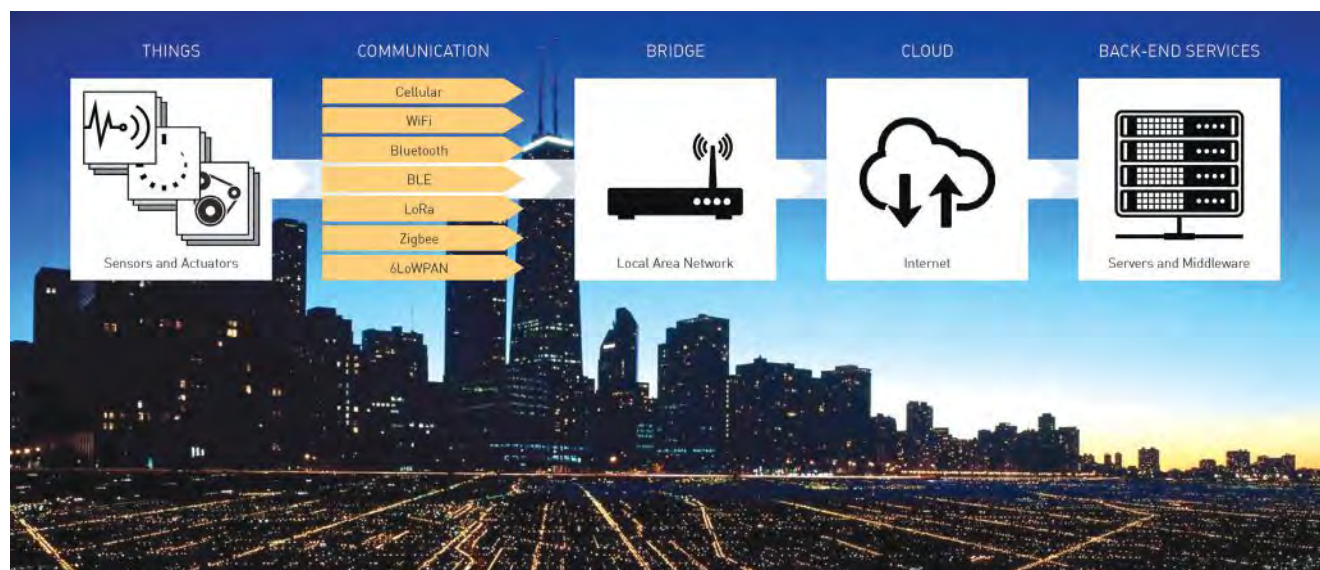 THINGS
COMMUNICATION
BRIDGE
CLOUD
BACK-END SERVICES
Cellular
WiFi
Bluetooth
BLE
LoRa
Zigbee
6LoWPAN
Sensors and Actuators
Local Area Network
Internet
Servers and Middleware